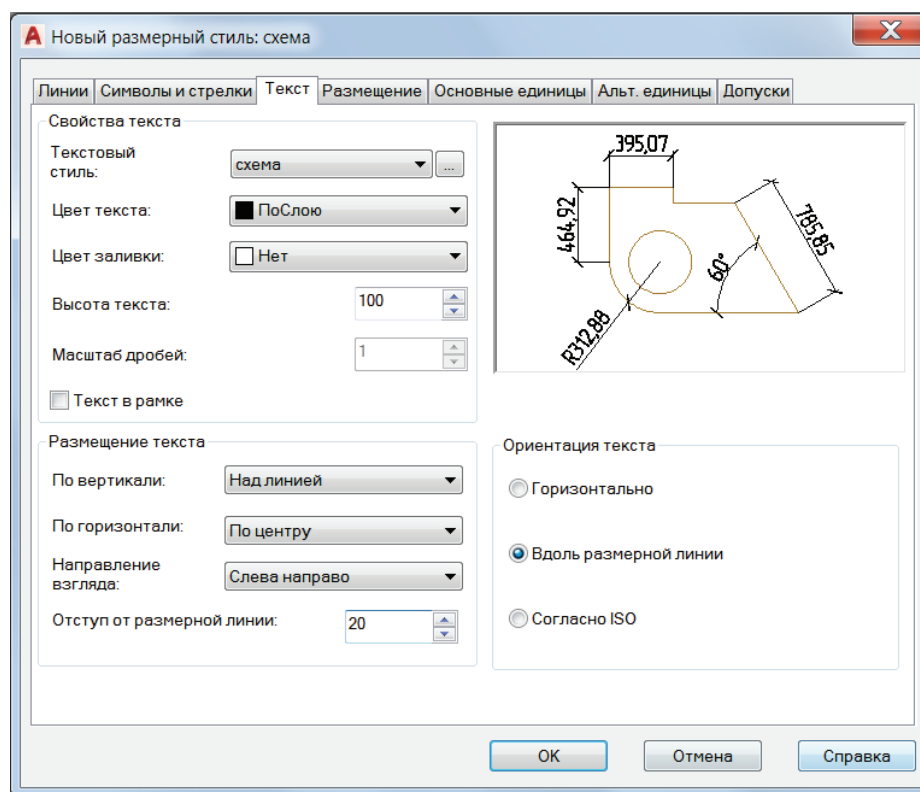 Новый размерный стиль: схема
Линии Символы и стрелки Текст Размещение Основные единицы Альт. единицы Допуски
Свойства текста
Текстовый
стиль:
схема
...
Цвет текста:
ПоСлою
Цвет заливки:
Нет
Высота текста:
100
Масштаб дробей:
1
Текст в рамке
395,07
464,92
785,85
60°
R312,88
Размещение текста
По вертикали:
Над линией
По горизонтали:
По центру
Направление
взгляда:
Слева направо
Отступ от размерной линии:
20
Ориентация текста
Горизонтально
Вдоль размерной линии
Согласно ISO
OK
Отмена
Справка